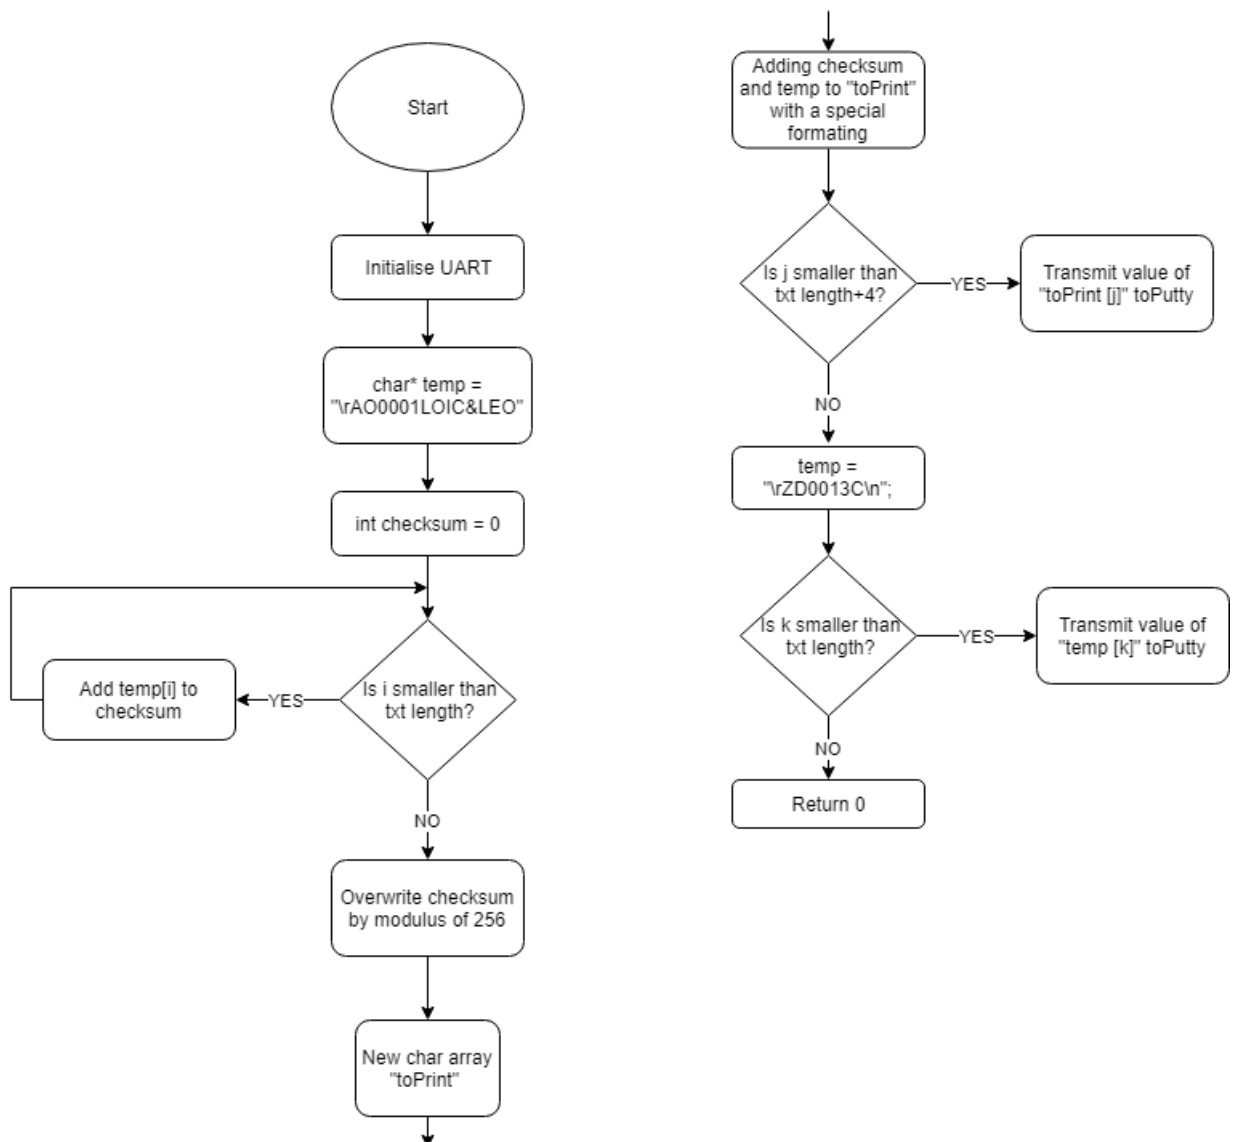 Start
Initialise UART
char* temp =
"\rAO0001LOIC&LEO"
int checksum = 0
Is i smaller than
txt length?
YES
Add temp[i] to
checksum
NO
Overwrite checksum
by modulus of 256
New char array
"toPrint"
Adding checksum
and temp to "toPrint"
with a special
formating
Is j smaller than
txt length+4?
YES
Transmit value of
"toPrint [j]" toPutty
NO
temp =
"\rZD0013C\n";
Is k smaller than
txt length?
YES
Transmit value of
"temp [k]" toPutty
NO
Return 0